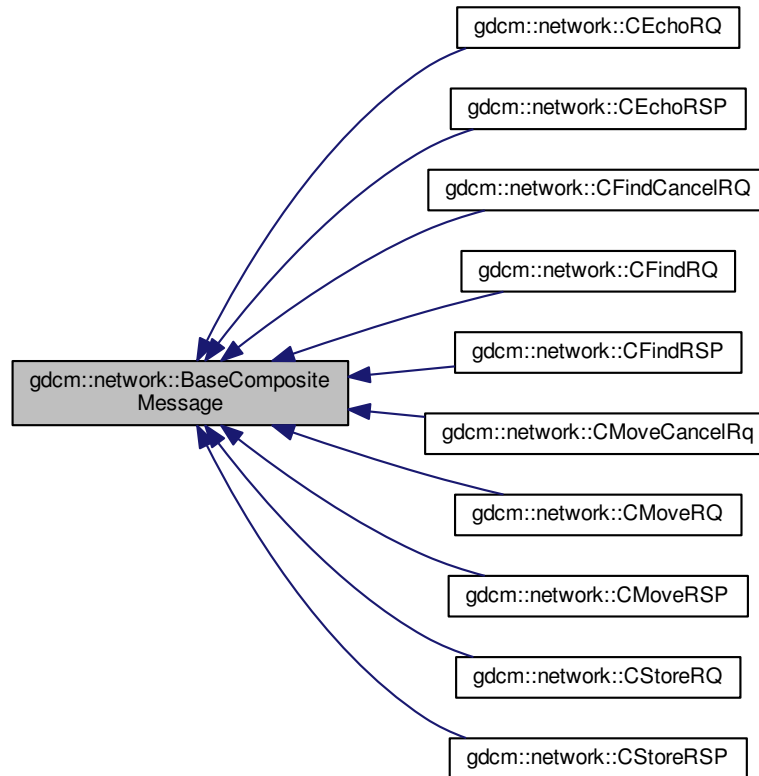 gdcm::network::CEchoRQ
gdcm::network::CEchoRSP
gdcm::network::CFindCancelRQ
gdcm::network::CFindRQ
gdcm::network::CFindRSP
gdcm::network::BaseComposite
Message
gdcm::network::CMoveCancelRq
gdcm::network::CMoveRQ
gdcm::network::CMoveRSP
gdcm::network::CStoreRQ
gdcm::network::CStoreRSP